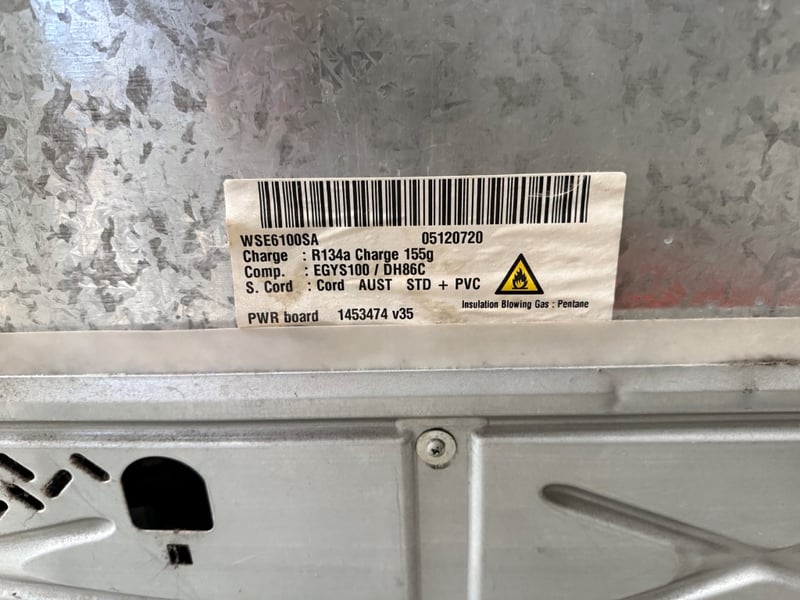 WSE6100SA 05120720
Charge : R134a Charge 155g
Comp. : EGYS100 / DH86C
S. Cord : Cord AUST STD + PVC
Insulation Blowing Gas : Pentane
PWR board 1453474 v35